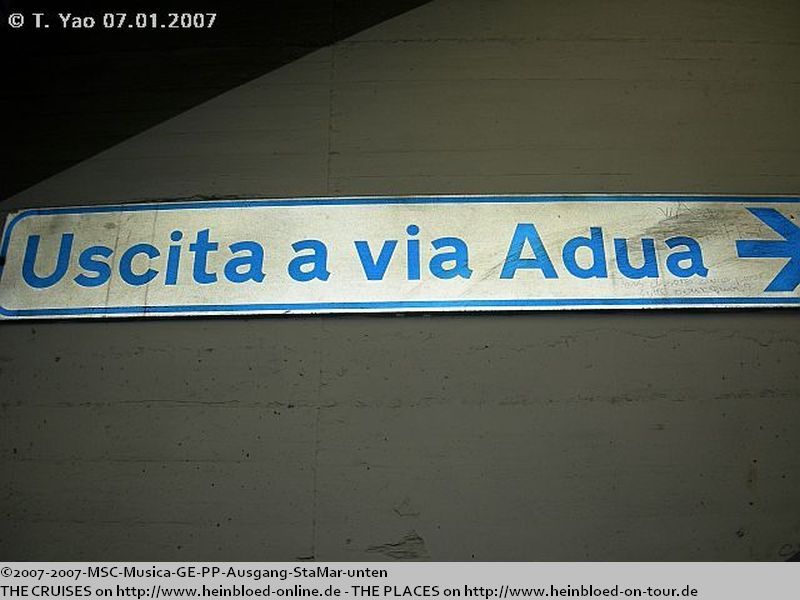 © T. Yao 07.01.2007
Uscita a via Adua
©2007-2007-MSC-Musica-GE-PP-Ausgang-StaMar-unten
THE CRUISES on http://www.heinbloed-online.de - THE PLACES on http://www.heinbloed-on-tour.de